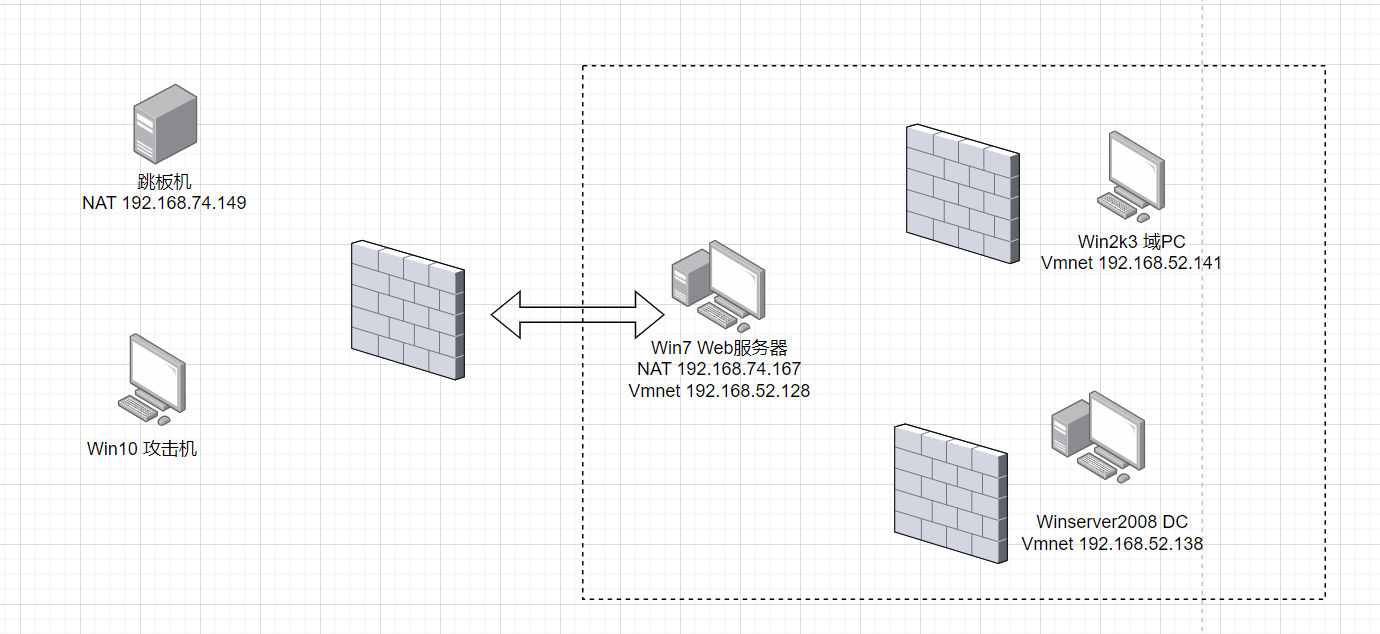 跳板机
NAT 192.168.74.149
Win10 攻击机
Win7 Web服务器
NAT 192.168.74.167
Vmnet 192.168.52.128
Win2k3 域PC
Vmnet 192.168.52.141
Winserver2008 DC
Vmnet 192.168.52.138